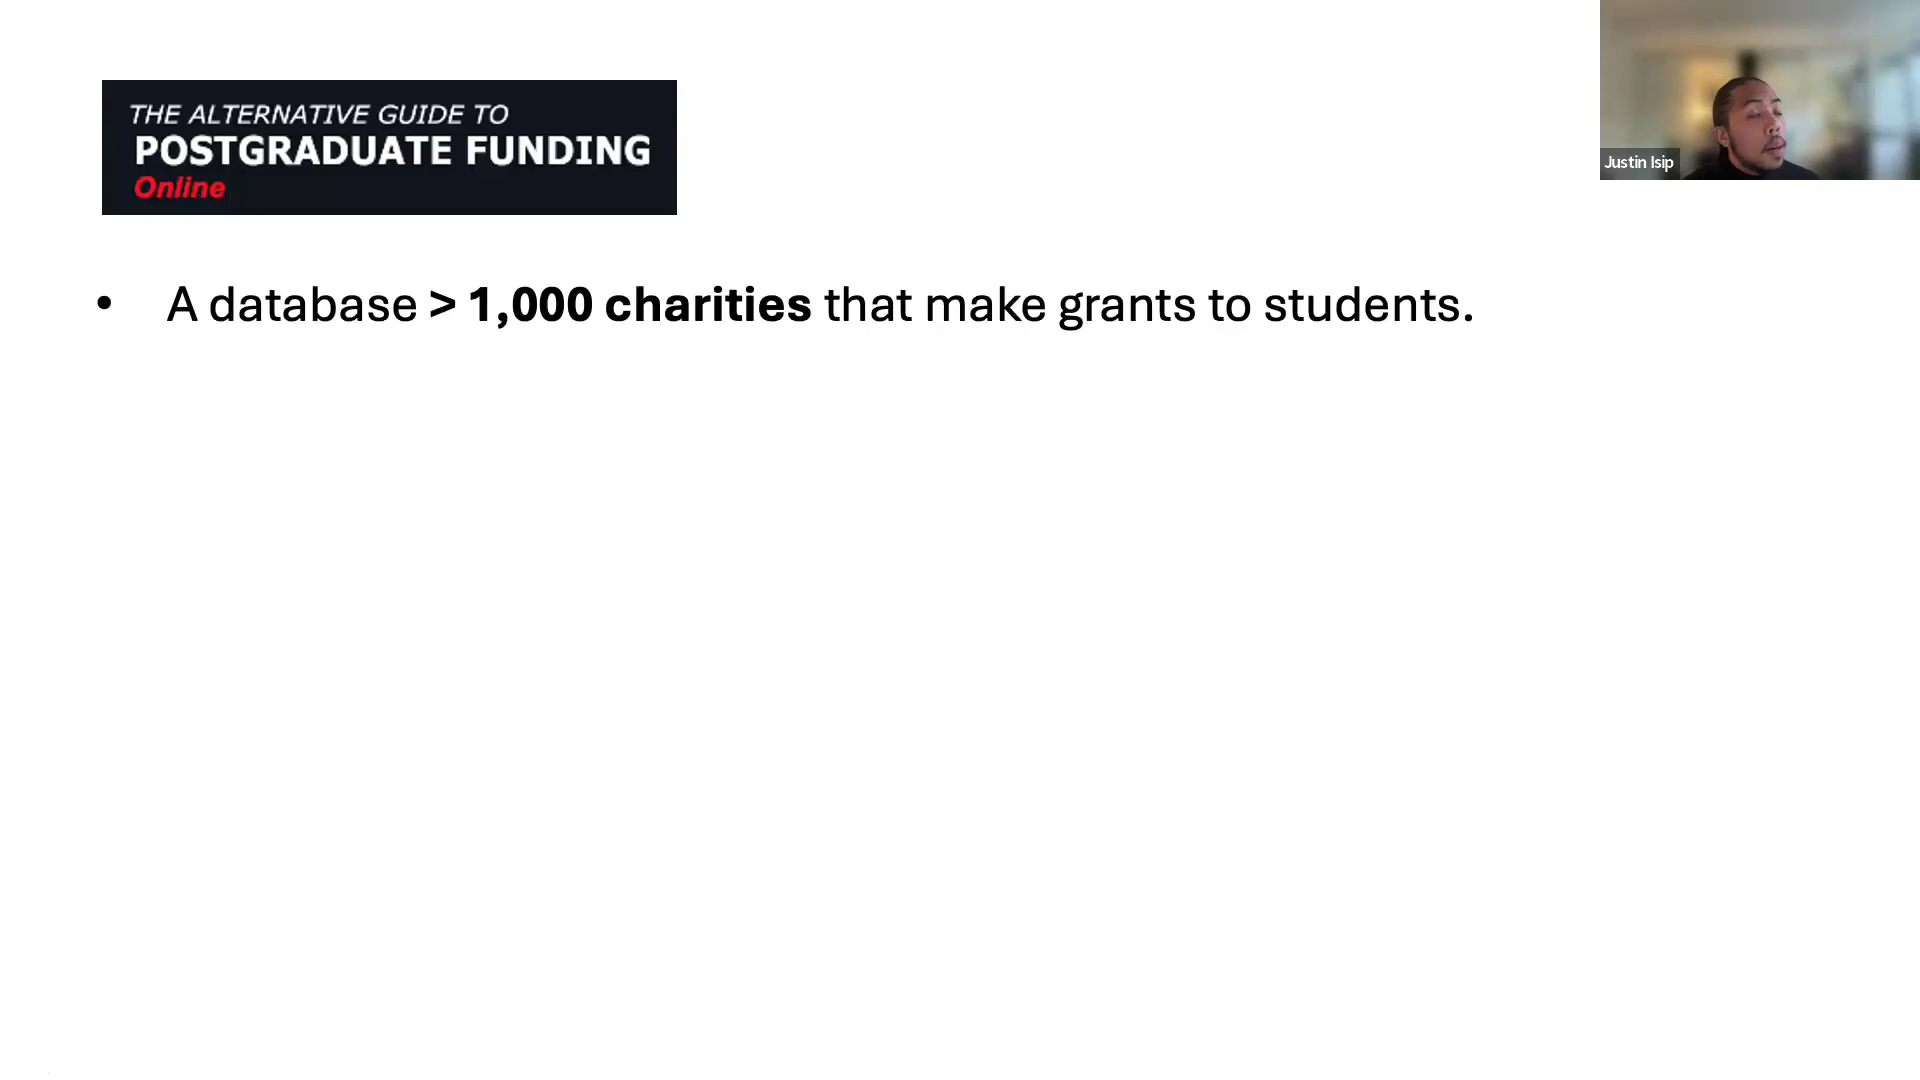 THE ALTERNATIVE GUIDE TO
POSTGRADUATE FUNDING
Online
Justin Isip
• A database > 1,000 charities that make grants to students.